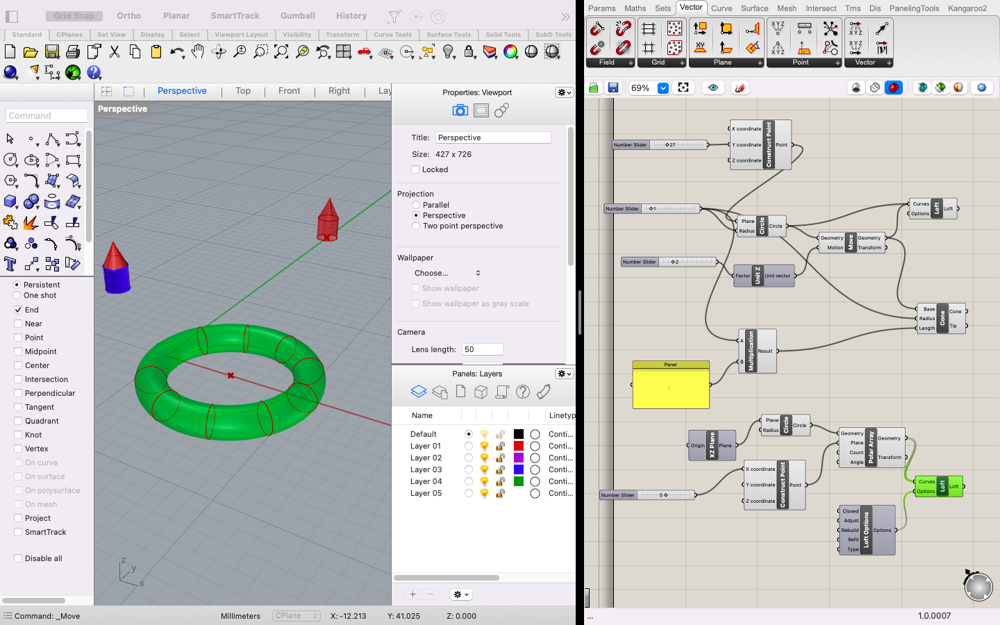 Grid Snap Ortho Planar SmartTrack Gumball History
Standard CPlanes Set View Display Select Viewport Layout Visibility Transform Curve Tools Surface Tools Solid Tools SubD Tools
Perspective Top Front Right Lay
Command
Perspective
Persistent
One shot
End
Near
Point
Midpoint
Center
Intersection
Perpendicular
Tangent
Quadrant
Knot
Vertex
On curve
On surface
On polysurface
On mesh
Project
SmartTrack
Disable all
z
y
x
Properties: Viewport
Title: Perspective
Size: 427 x 726
Locked
Projection
Parallel
Perspective
Two point perspective
Wallpaper
Choose...
Show wallpaper
Show wallpaper as gray scale
Camera
Lens length: 50
Panels: Layers
Name Linetyp
Default Conti...
Layer 01 Conti...
Layer 02 Conti...
Layer 03 Conti...
Layer 04 Conti...
Layer 05 Conti...
Command: _Move Millimeters CPlane X: -12.213 Y: 41.025 Z: 0.000
Params Maths Sets Vector Curve Surface Mesh Intersect Trns Dis PanelingTools Kangaroo2
XY
XYZ
XYZ
XYZ
XYZ
Field Grid Plane Point Vector
69%
Number Slider 27
X coordinate
Y coordinate
Z coordinate
Construct Point
Point
Number Slider 1
Plane
Radius
Circle
Circle
Curves
Options
Loft
Loft
Geometry
Motion
Move
Geometry
Transform
Number Slider 2
Factor
Unit Z
Unit vector
Base
Radius
Length
Cone
Cone
Tip
A
B
Multiplication
Result
Panel
2
Plane
Radius
Circle
Circle
Origin
XZ Plane
Plane
Geometry
Plane
Count
Angle
Polar Array
Geometry
Transform
X coordinate
Y coordinate
Z coordinate
Construct Point
Point
Number Slider 5
Curves
Options
Loft
Loft
Closed
Adjust
Rebuild
Refit
Type
Loft Options
Options
... 1.0.0007